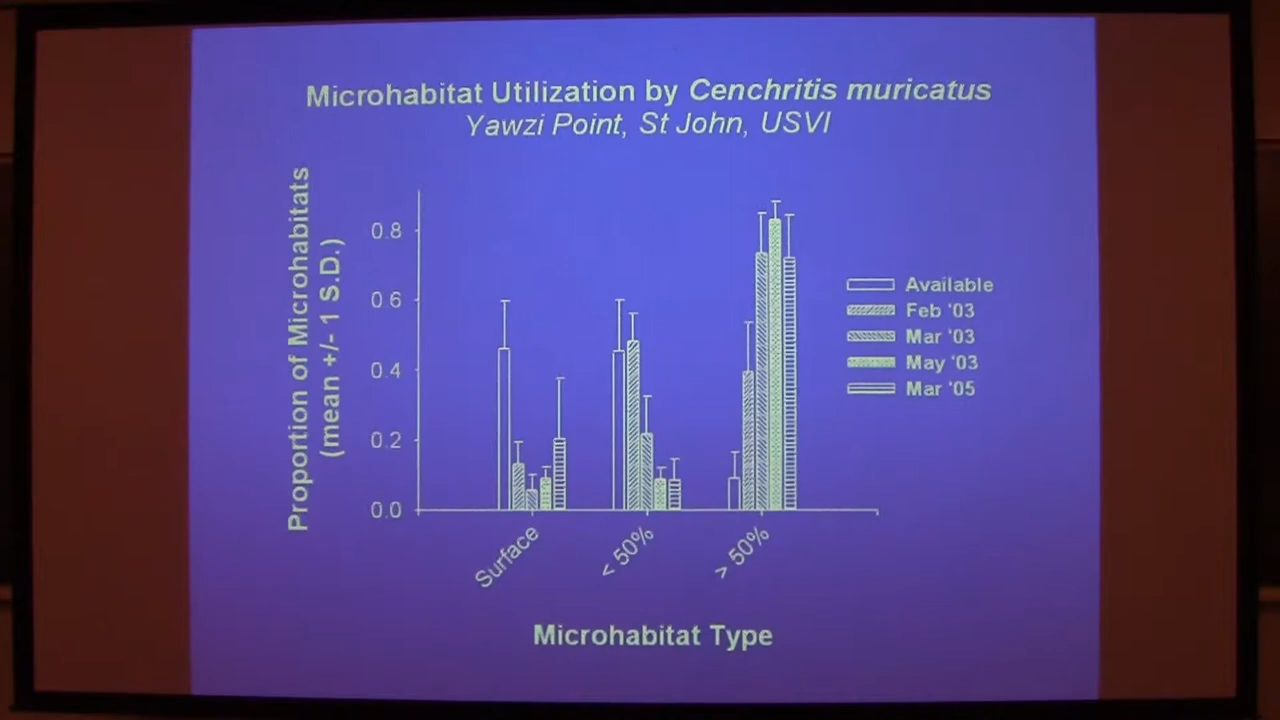 Microhabitat Utilization by Cenchritis muricatus
Yawzi Point, St John, USVI
Proportion of Microhabitats
(mean +/- 1 S.D.)
0.8
0.6
0.4
0.2
0.0
Available
Feb '03
Mar '03
May '03
Mar '05
Surface
< 50%
> 50%
Microhabitat Type